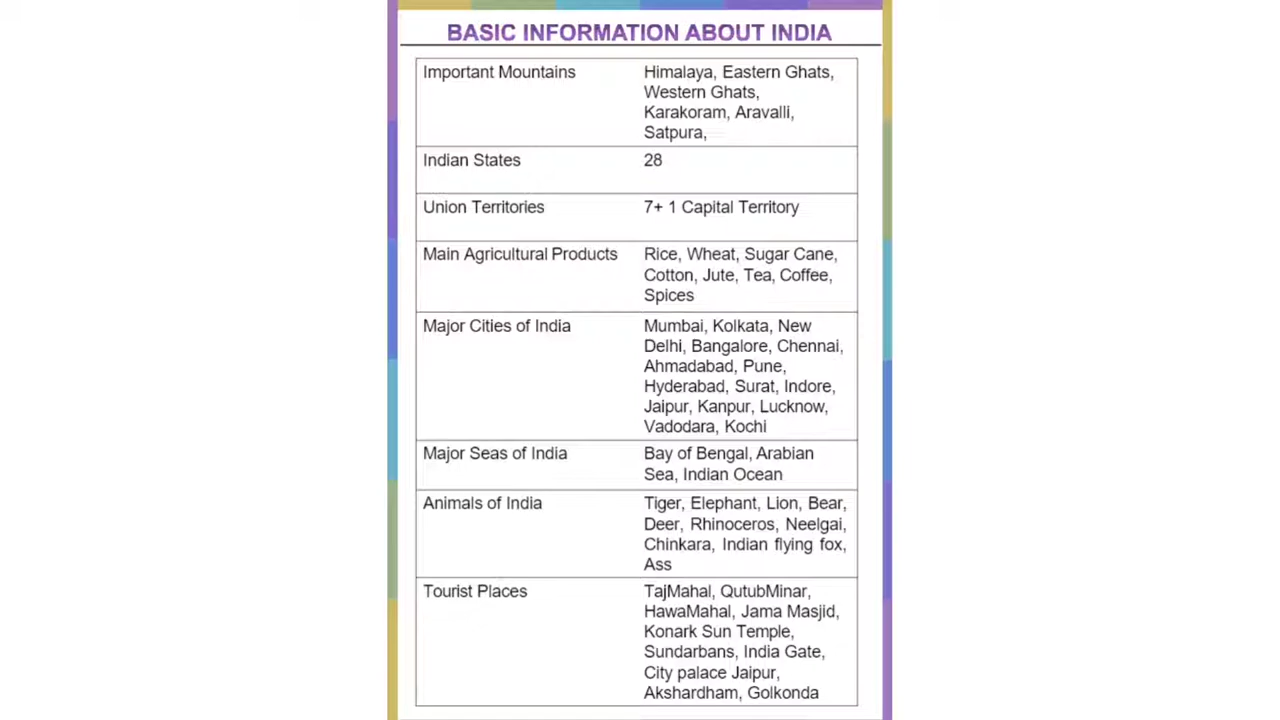 BASIC INFORMATION ABOUT INDIA
Important Mountains
Himalaya, Eastern Ghats,
Western Ghats,
Karakoram, Aravalli,
Satpura,
Indian States
28
Union Territories
7+ 1 Capital Territory
Main Agricultural Products
Rice, Wheat, Sugar Cane,
Cotton, Jute, Tea, Coffee,
Spices
Major Cities of India
Mumbai, Kolkata, New
Delhi, Bangalore, Chennai,
Ahmadabad, Pune,
Hyderabad, Surat, Indore,
Jaipur, Kanpur, Lucknow,
Vadodara, Kochi
Major Seas of India
Bay of Bengal, Arabian
Sea, Indian Ocean
Animals of India
Tiger, Elephant, Lion, Bear,
Deer, Rhinoceros, Neelgai,
Chinkara, Indian flying fox,
Ass
Tourist Places
TajMahal, QutubMinar,
HawaMahal, Jama Masjid,
Konark Sun Temple,
Sundarbans, India Gate,
City palace Jaipur,
Akshardham, Golkonda